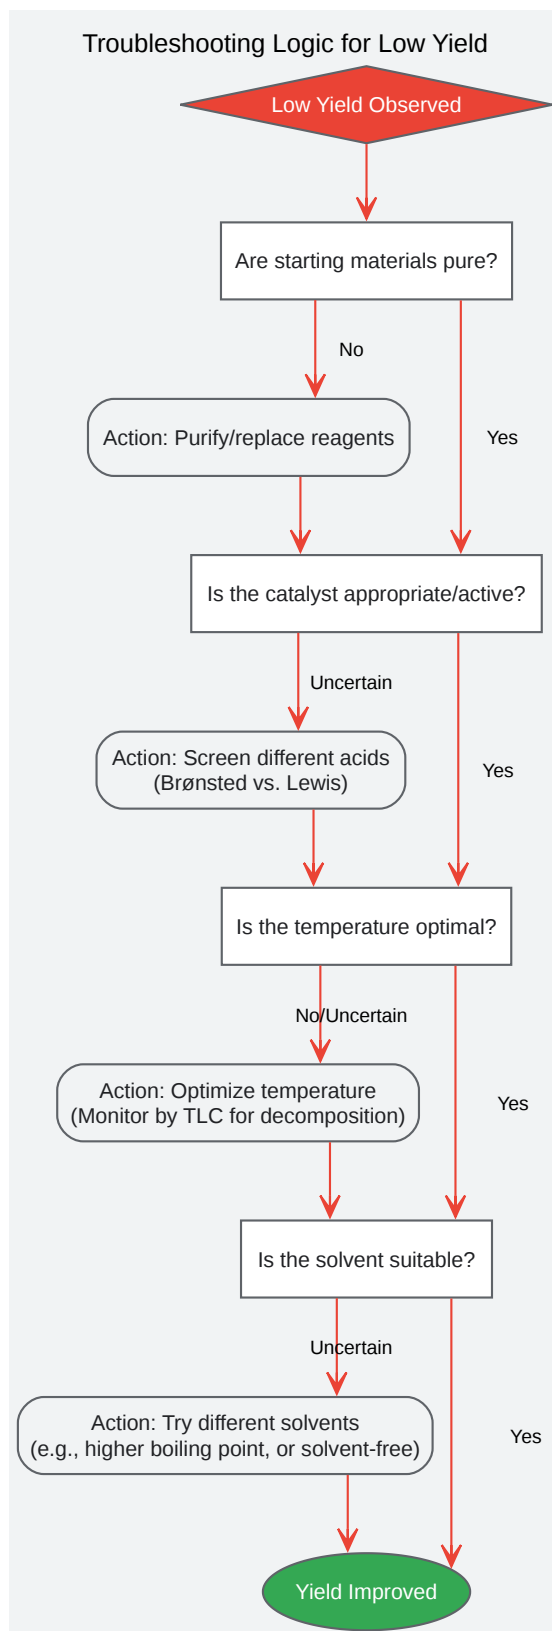 Troubleshooting Logic for Low Yield
Low Yield Observed
Are starting materials pure?
No
Action: Purify/replace reagents
Yes
Is the catalyst appropriate/active?
Uncertain
Action: Screen different acids
(Brønsted vs. Lewis)
Yes
Is the temperature optimal?
No/Uncertain
Action: Optimize temperature
(Monitor by TLC for decomposition)
Yes
Is the solvent suitable?
Uncertain
Action: Try different solvents
(e.g., higher boiling point, or solvent-free)
Yes
Yield Improved